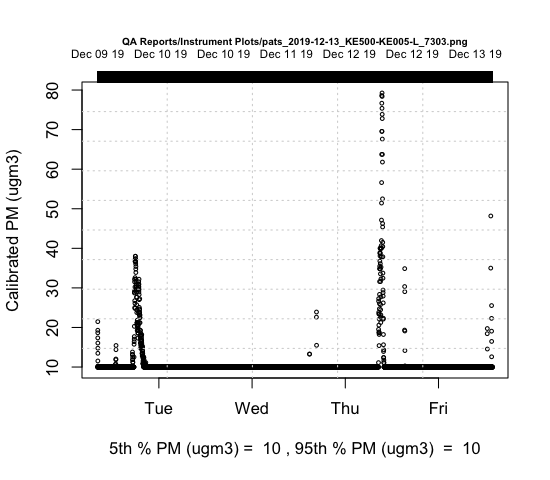 QA Reports/Instrument Plots/pats_2019-12-13_KE500-KE005-L_7303.png
Dec 09 19 Dec 10 19 Dec 10 19 Dec 11 19 Dec 12 19 Dec 12 19 Dec 13 19
80
70
60
50
40
30
20
10
Calibrated PM (ugm3)
Tue Wed Thu Fri
5th % PM (ugm3) = 10 , 95th % PM (ugm3) = 10